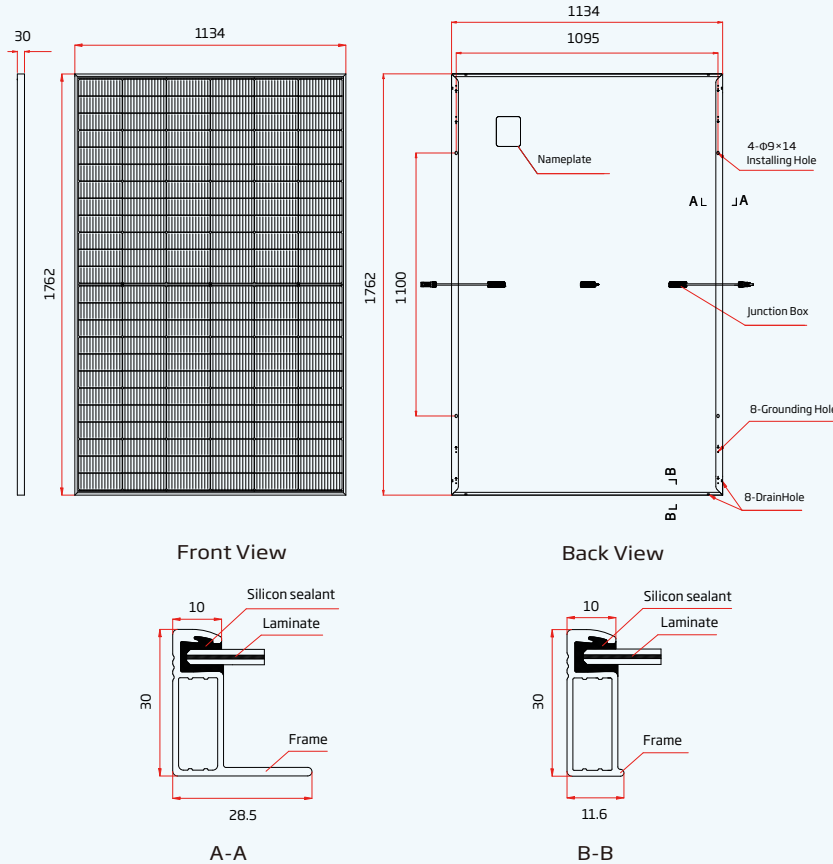 30
1134
1762
Front View
1134
1095
1762
1100
Nameplate
4-Φ9×14
Installing Hole
A
A
Junction Box
8-Grounding Hole
B
B
8-DrainHole
Back View
10
Silicon sealant
Laminate
30
Frame
28.5
A-A
10
Silicon sealant
Laminate
30
Frame
11.6
B-B